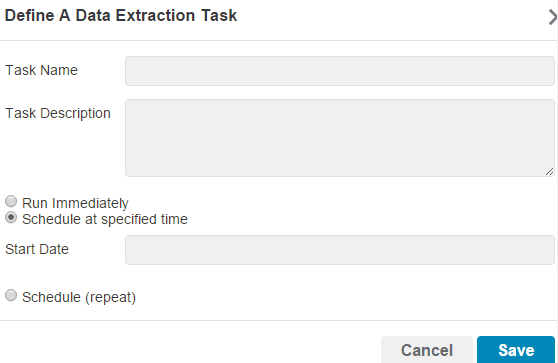 Define A Data Extraction Task
Task Name
Task Description
Run Immediately
Schedule at specified time
Start Date
Schedule (repeat)
Cancel Save